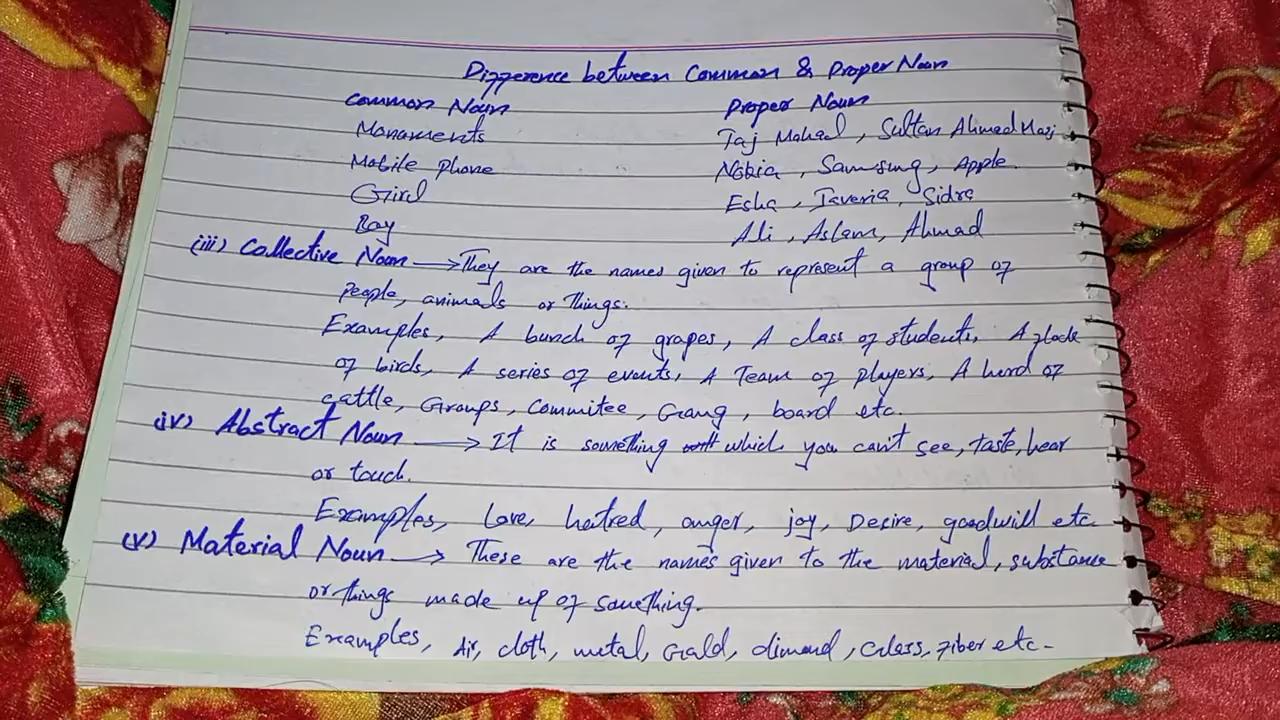 Difference between Common & Proper Noun
Common Noun Proper Noun
Monaments Taj Mahal, Sultan Ahmed Masj
Mobile phone Nokia, Samsung, Apple.
Girl Esha, Javeria, Sidra
Boy Ali, Aslam, Ahmad
(iii) Collective Noun → They are the names given to represent a group of
people, animals or things.
Examples, A bunch of grapes, A class of students, A flock
of birds, A series of events, A Team of players, A herd of
cattle, Groups, Commitee, Gang, board etc.
iv) Abstract Noun → It is something which you can't see, taste, hear
or touch.
Examples, Love, hatred, anger, joy, Desire, goodwill etc.
(v) Material Noun → These are the names given to the material, substance
or things made up of something.
Examples, Air, cloth, metal, Gold, dimond, Glass, Fiber etc.